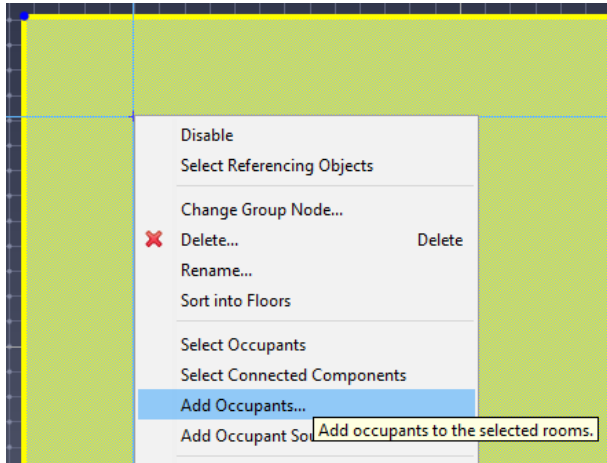 Disable
Select Referencing Objects
Change Group Node...
Delete... Delete
Rename...
Sort into Floors
Select Occupants
Select Connected Components
Add Occupants...
Add occupants to the selected rooms.
Add Occupant